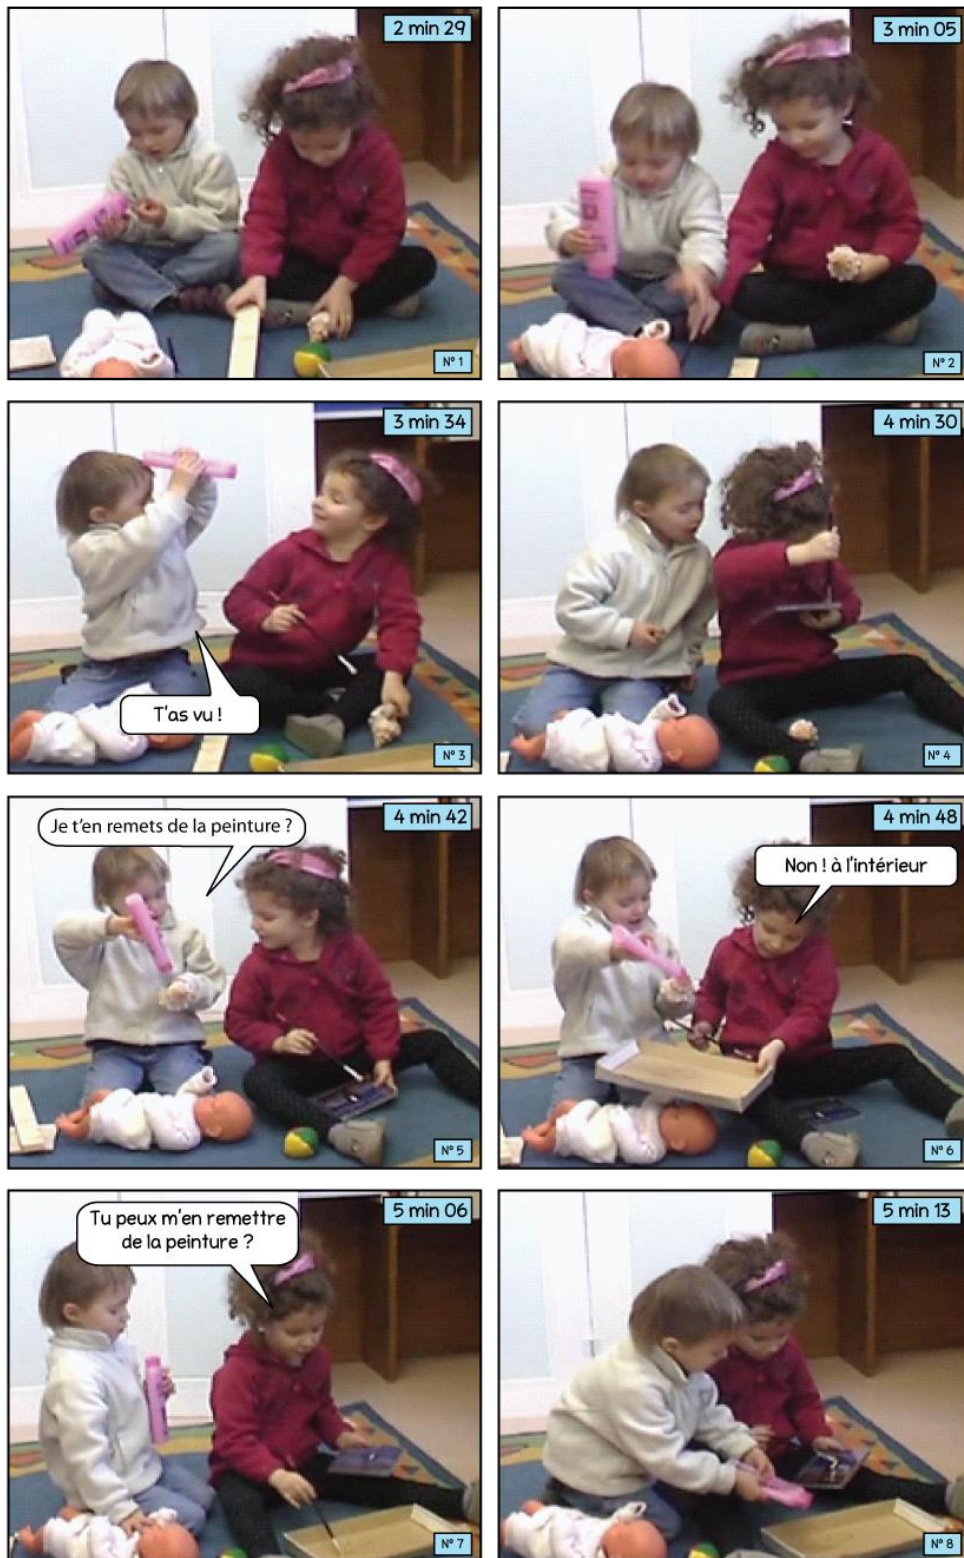 2 min 29
N° 1
3 min 05
N° 2
3 min 34
T'as vu !
N° 3
4 min 30
N° 4
4 min 42
Je t'en remets de la peinture ?
N° 5
4 min 48
Non ! à l'intérieur
N° 6
5 min 06
Tu peux m'en remettre
de la peinture ?
N° 7
5 min 13
N° 8